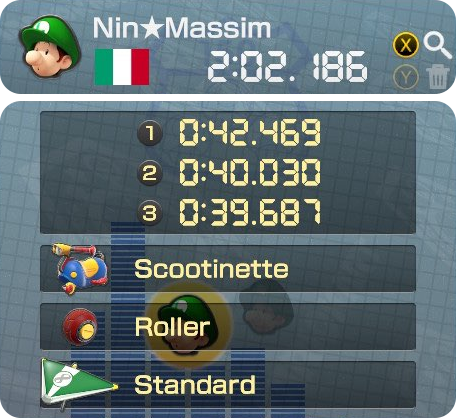 Nin★Massim
2:02.186
X
Y
1 0:42.469
2 0:40.030
3 0:39.687
Scootinette
Roller
Standard